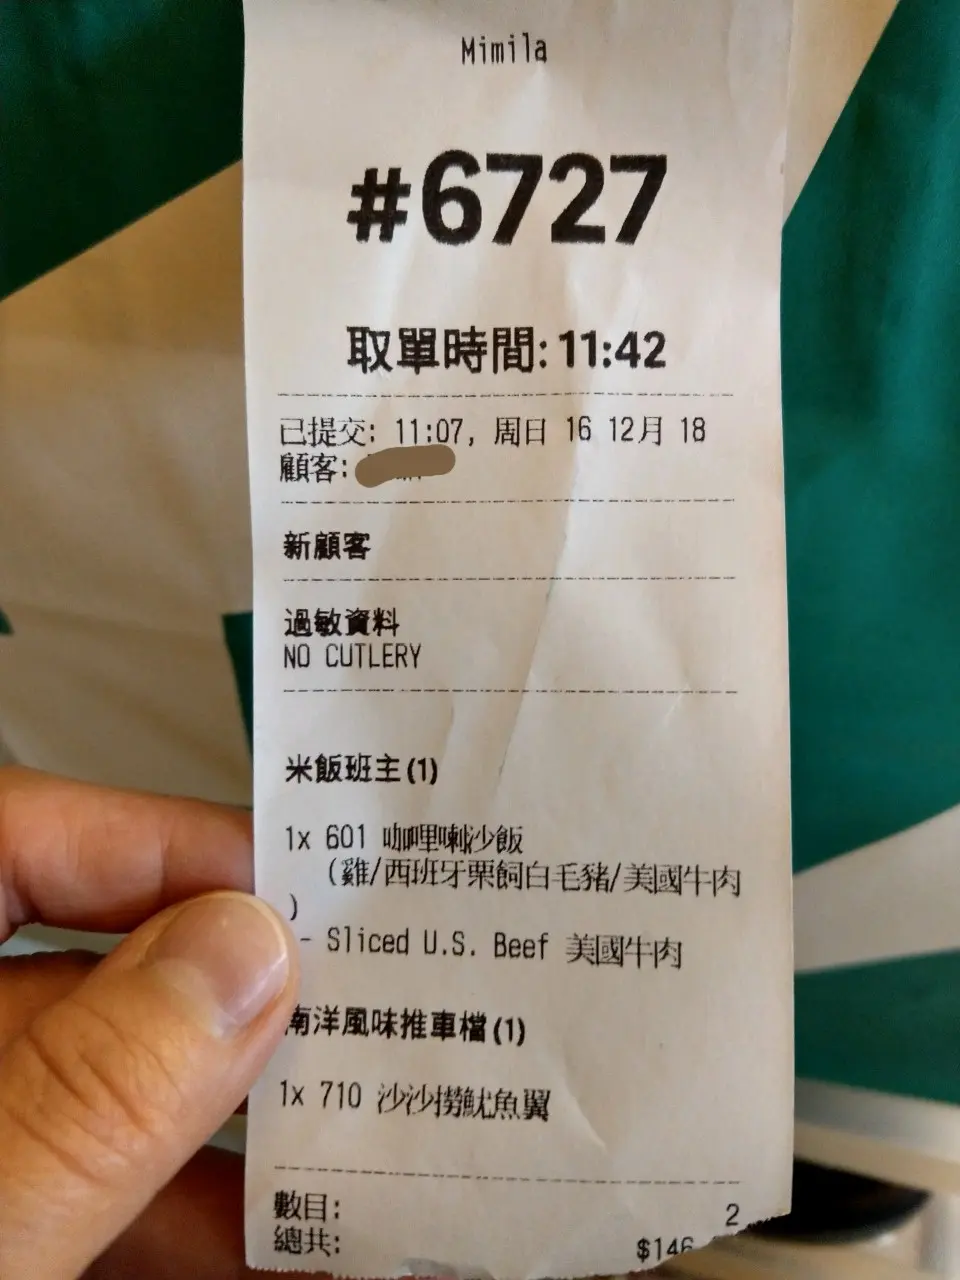 Mimila
#6727
取單時間: 11:42
已提交: 11:07, 周日 16 12月 18
顧客:
新顧客
過敏資料
NO CUTLERY
米飯班主(1)
1x 601 咖哩喇沙飯
(雞/西班牙栗飼白毛豬/美國牛肉
)
- Sliced U.S. Beef 美國牛肉
南洋風味推車檔(1)
1x 710 沙沙撈魷魚翼
數目: 2
總共: $146